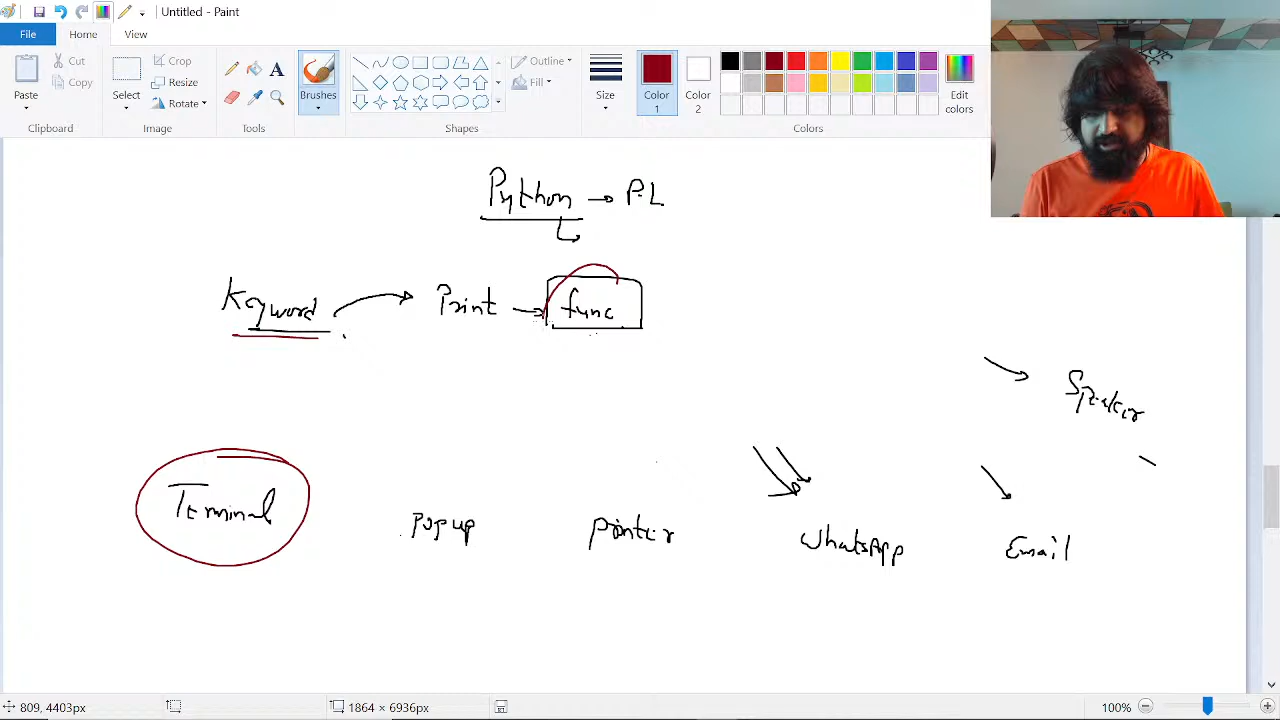 Untitled - Paint
File
Home
View
Paste
Cut
Copy
Clipboard
Select
Crop
Rotate
Image
A
Tools
Brushes
Outline
Fill
Shapes
Size
Color 1
Color 2
Edit colors
Colors
Python → P.L
Keyword
Print → func
Speaker
Terminal
Popup
Printer
WhatsApp
Email
809, 4403px
1864 × 6936px
100%